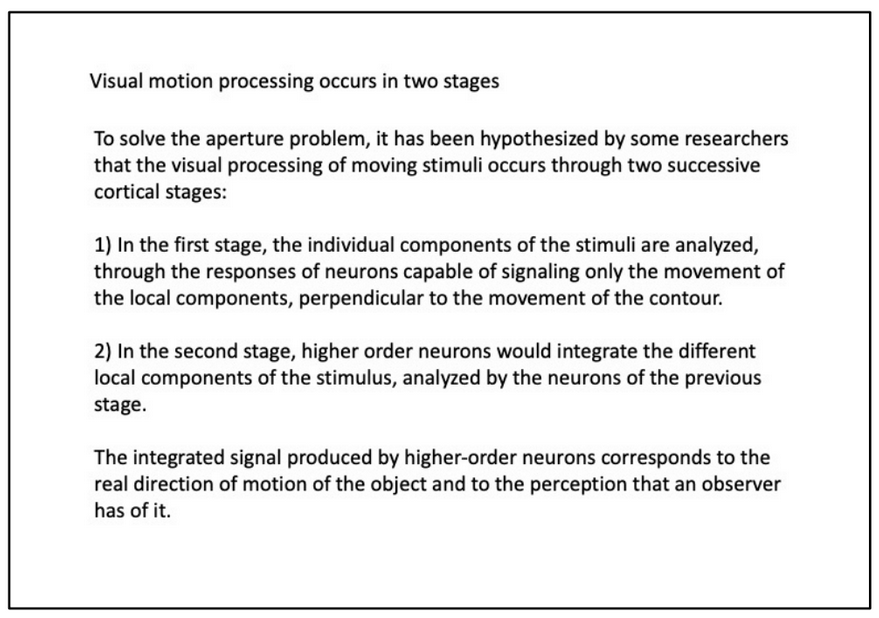 Visual motion processing occurs in two stages
To solve the aperture problem, it has been hypothesized by some researchers
that the visual processing of moving stimuli occurs through two successive
cortical stages:
1) In the first stage, the individual components of the stimuli are analyzed,
through the responses of neurons capable of signaling only the movement of
the local components, perpendicular to the movement of the contour.
2) In the second stage, higher order neurons would integrate the different
local components of the stimulus, analyzed by the neurons of the previous
stage.
The integrated signal produced by higher-order neurons corresponds to the
real direction of motion of the object and to the perception that an observer
has of it.